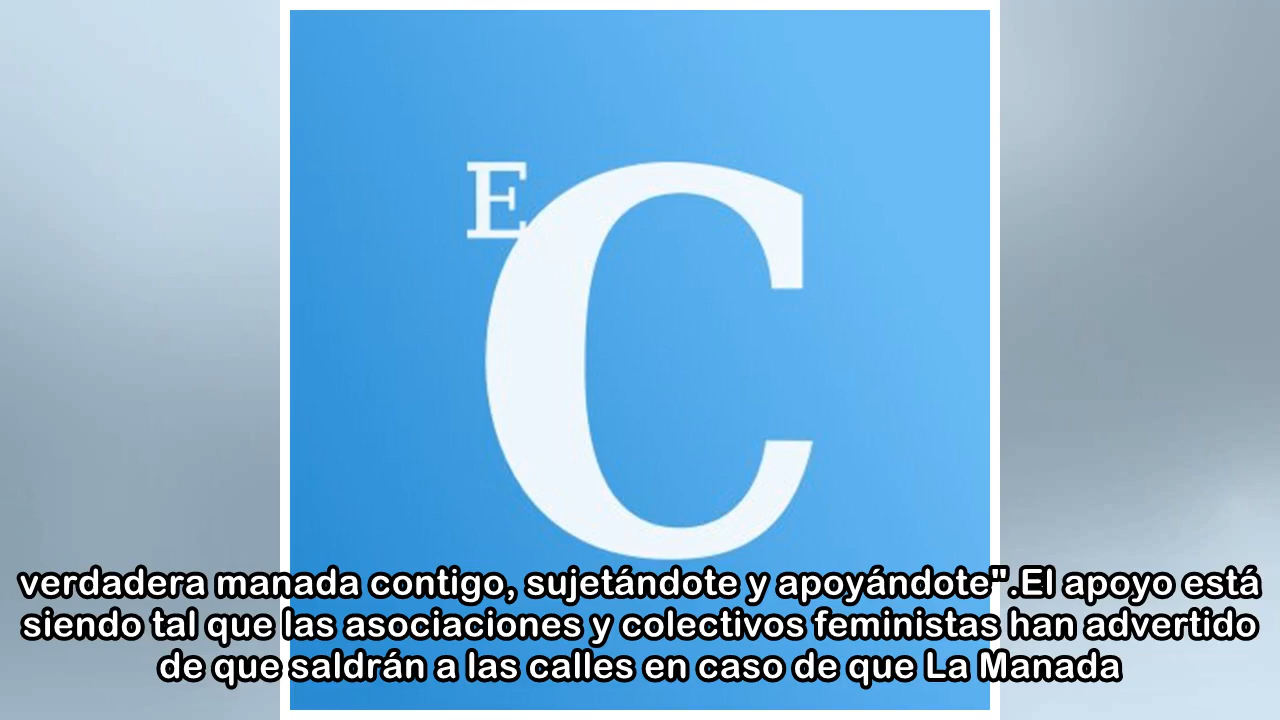 E
C
verdadera manada contigo, sujetándote y apoyándote".El apoyo está
siendo tal que las asociaciones y colectivos feministas han advertido
de que saldrán a las calles en caso de que La Manada